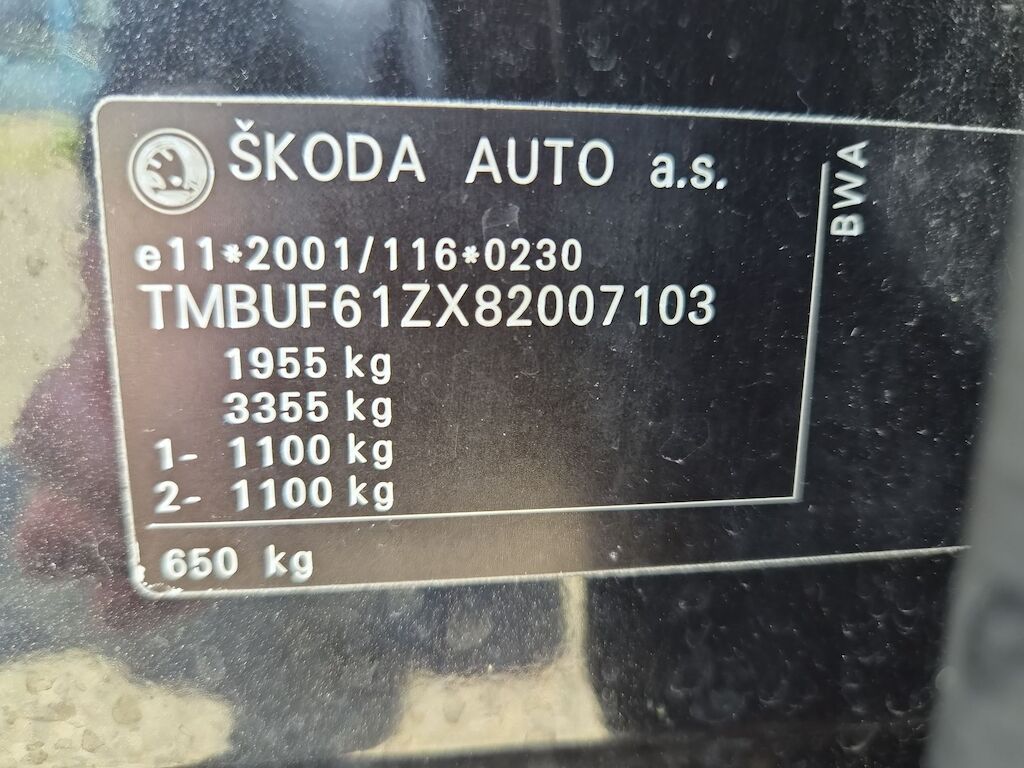 ŠKODA AUTO a.s.
BWA
e11*2001/116*0230
TMBUF61ZX82007103
1955 kg
3355 kg
1- 1100 kg
2- 1100 kg
650 kg